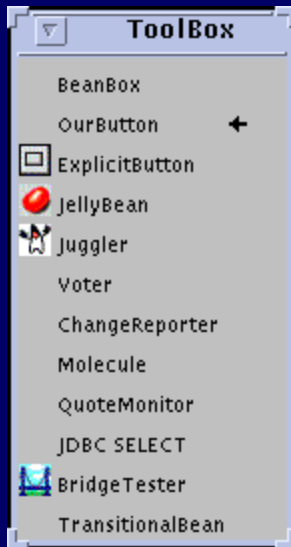 ToolBox
BeanBox
OurButton
ExplicitButton
JellyBean
Juggler
Voter
ChangeReporter
Molecule
QuoteMonitor
JDBC SELECT
BridgeTester
TransitionalBean